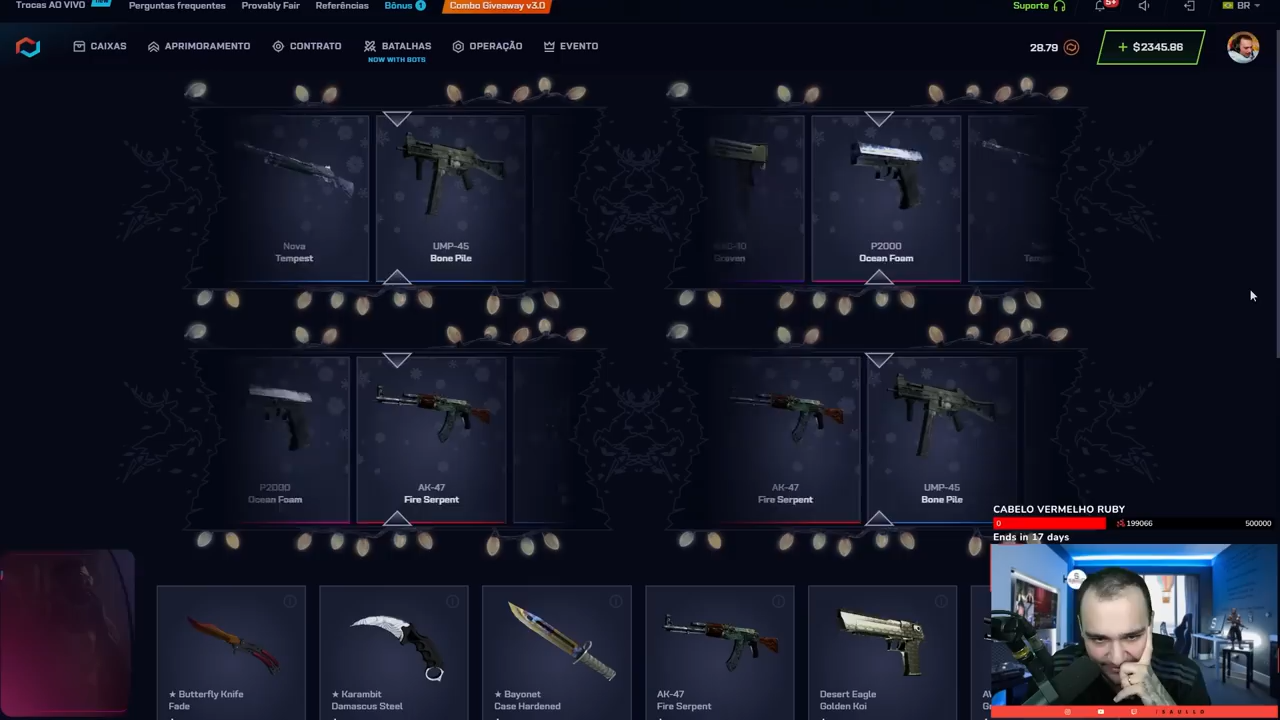 Trocas AO VIVO
Perguntas frequentes
Provably Fair
Referências
Bônus 1
Combo Giveaway v3.0
Suporte
5+
BR
CAIXAS
APRIMORAMENTO
CONTRATO
BATALHAS
NOW WITH BOTS
OPERAÇÃO
EVENTO
28.79
+ $2345.86
Nova
Tempest
UMP-45
Bone Pile
Graven
P2000
Ocean Foam
P2000
Ocean Foam
AK-47
Fire Serpent
AK-47
Fire Serpent
UMP-45
Bone Pile
CABELO VERMELHO RUBY
0
199066
500000
Ends in 17 days
★ Butterfly Knife
Fade
★ Karambit
Damascus Steel
★ Bayonet
Case Hardened
AK-47
Fire Serpent
Desert Eagle
Golden Koi